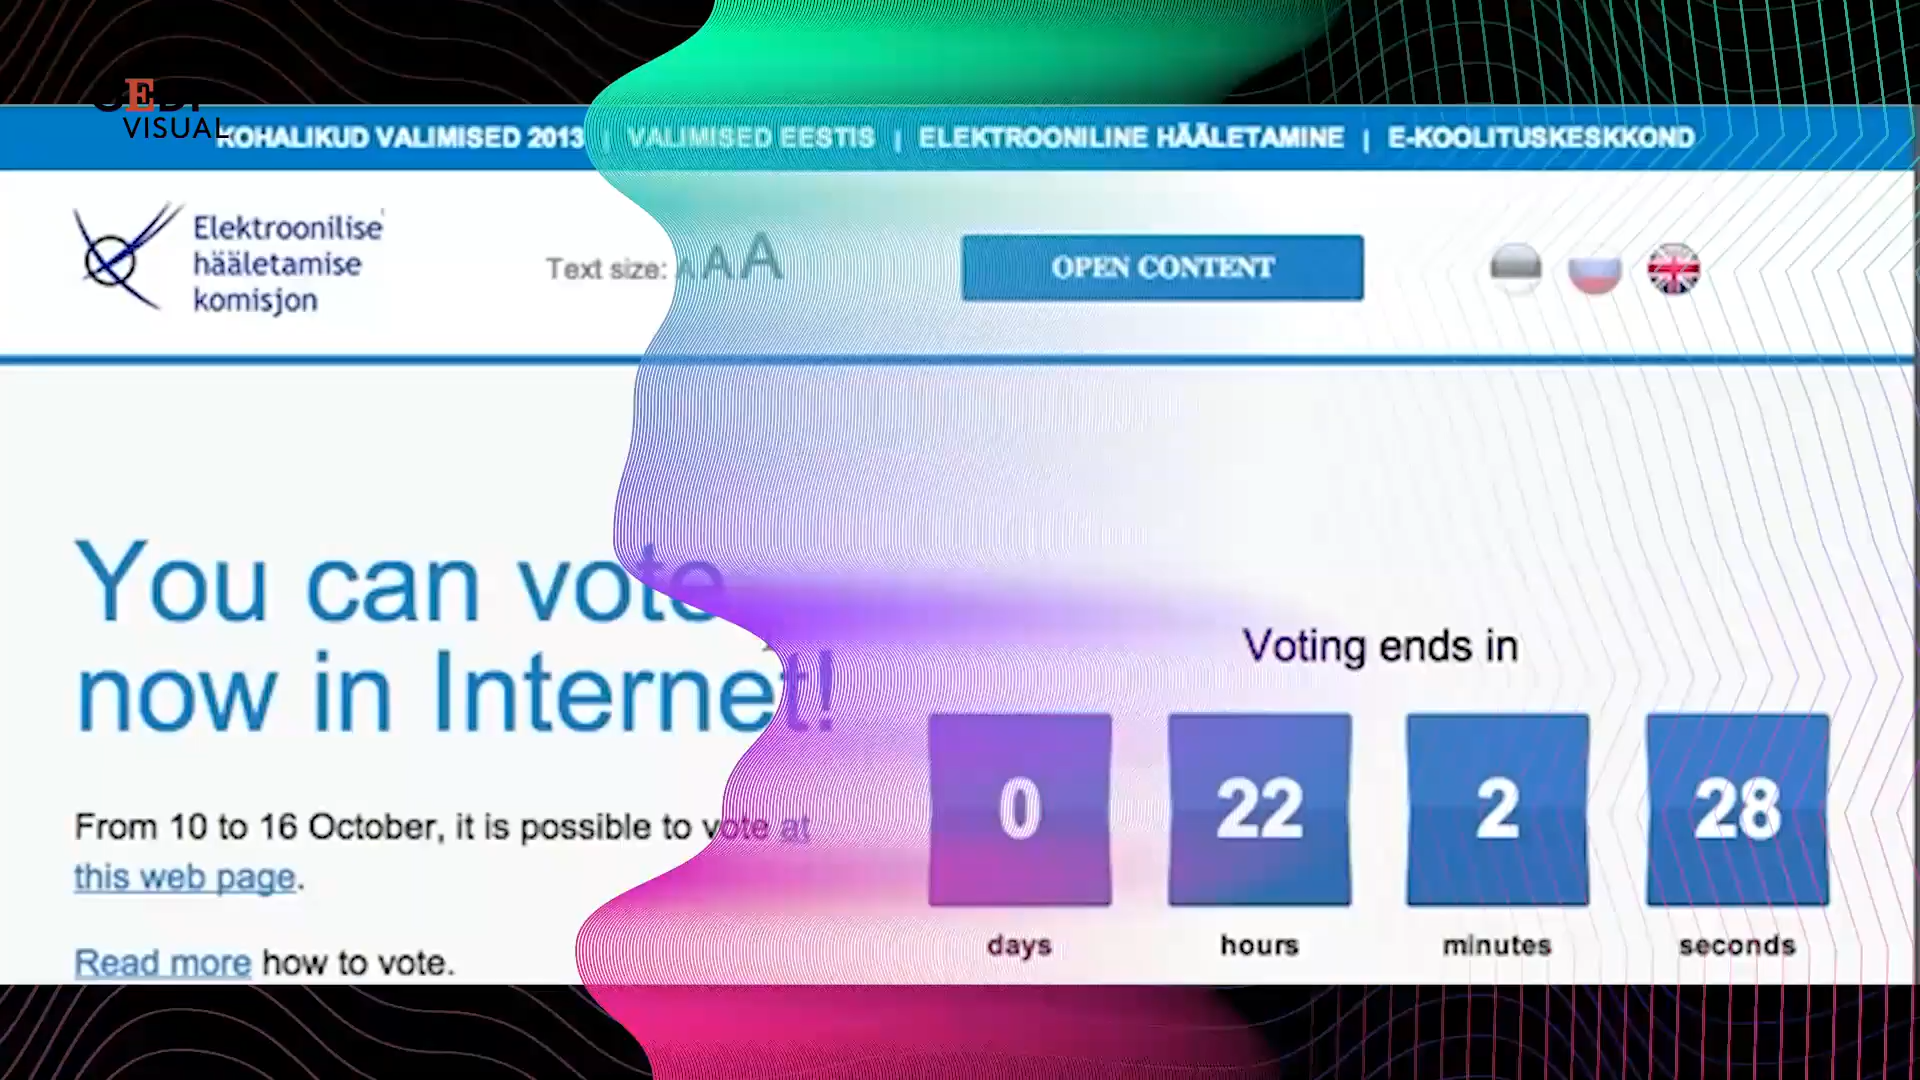 GEDI
VISUAL
KOHALIKUD VALIMISED 2013 | VALIMISED EESTIS | ELEKTROONILINE HÄÄLETAMINE | E-KOOLITUSKESKKOND
Elektroonilise
hääletamise
komisjon
Text size: A A A
OPEN CONTENT
You can vote
now in Internet!
From 10 to 16 October, it is possible to vote at
this web page.
Read more how to vote.
Voting ends in
0 22 2 28
days hours minutes seconds